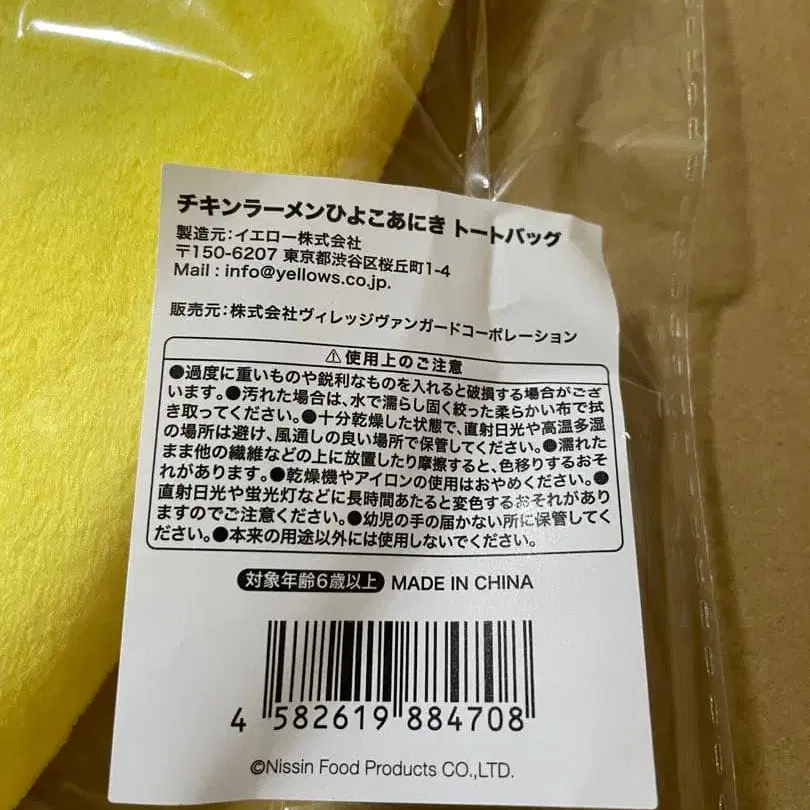 チキンラーメンひよこあにき トートバッグ
製造元:イエロー株式会社
〒150-6207 東京都渋谷区桜丘町1-4
Mail : info@yellows.co.jp.
販売元:株式会社ヴィレッジヴァンガードコーポレーション
⚠使用上のご注意
●過度に重いものや鋭利なものを入れると破損する場合がござ
います。●汚れた場合は、水で濡らし固く絞った柔らかい布で拭
き取ってください。●十分乾燥した状態で、直射日光や高温多湿
の場所は避け、風通しの良い場所で保管してください。●濡れた
まま他の繊維などの上に放置したり摩擦すると、色移りするおそ
れがあります。●乾燥機やアイロンの使用はおやめください。●
直射日光や蛍光灯などに長時間あたると変色するおそれがあり
ますのでご注意ください。●幼児の手の届かない所に保管してく
ださい。●本来の用途以外には使用しないでください。
対象年齢6歳以上 MADE IN CHINA
4 582619 884708
©Nissin Food Products CO.,LTD.